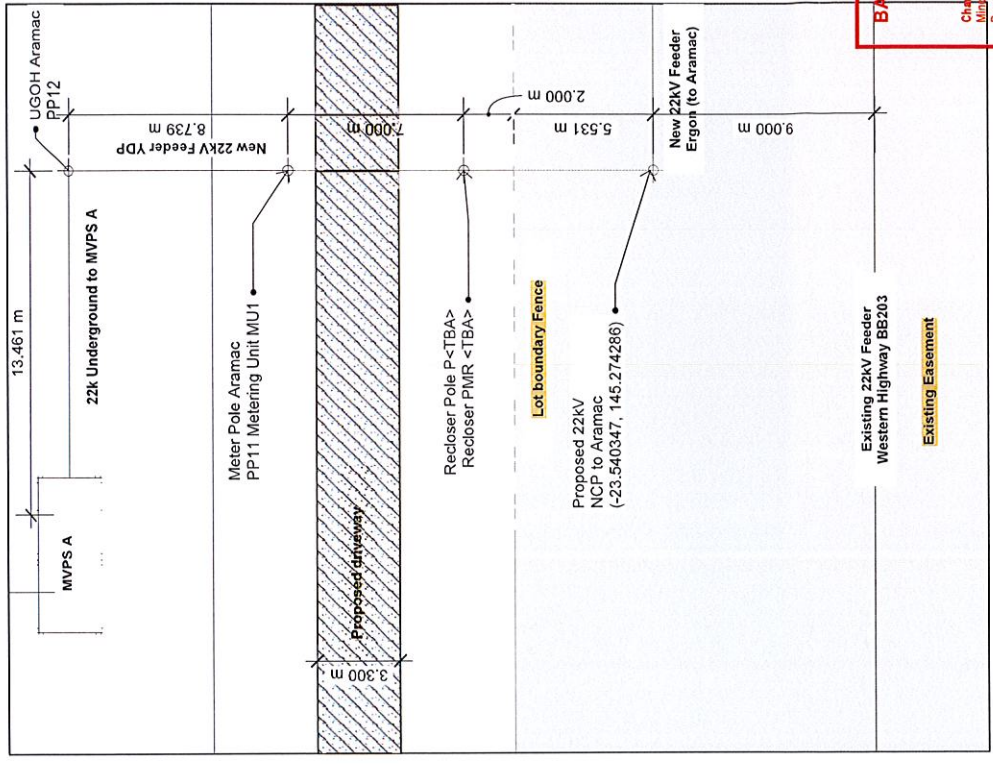 UGOH Aramac
PP12
13.461 m
22k Underground to MVPS A
MVPS A
8.739 m
New 22kV Feeder YDP
Meter Pole Aramac
PP11 Metering Unit MU1
7.000 m
Proposed driveway
3.300 m
Recloser Pole P<TBA>
Recloser PMR <TBA>
2.000 m
Lot boundary Fence
5.531 m
Proposed 22kV
NCP to Aramac
(-23.540347, 145.274286)
New 22kV Feeder
Ergon (to Aramac)
9.000 m
Existing 22kV Feeder
Western Highway BB203
Existing Easement
BA